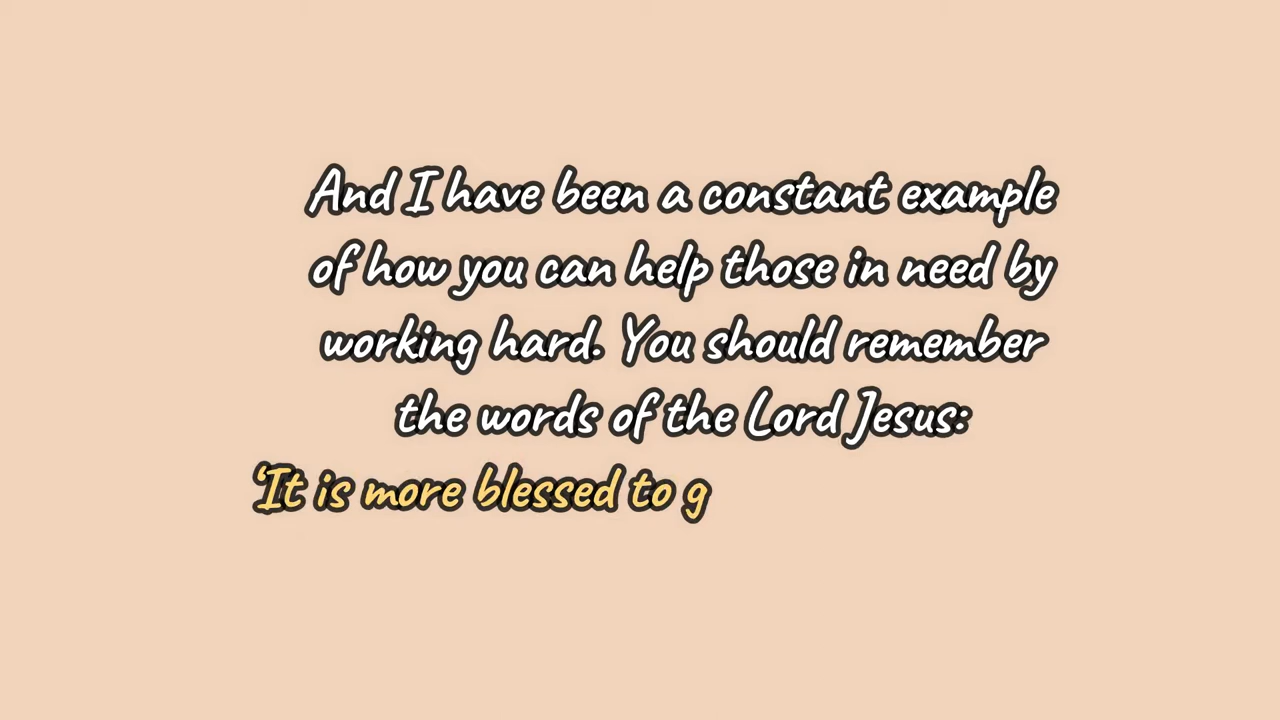 And I have been a constant example
of how you can help those in need by
working hard. You should remember
the words of the Lord Jesus:
‘It is more blessed to g